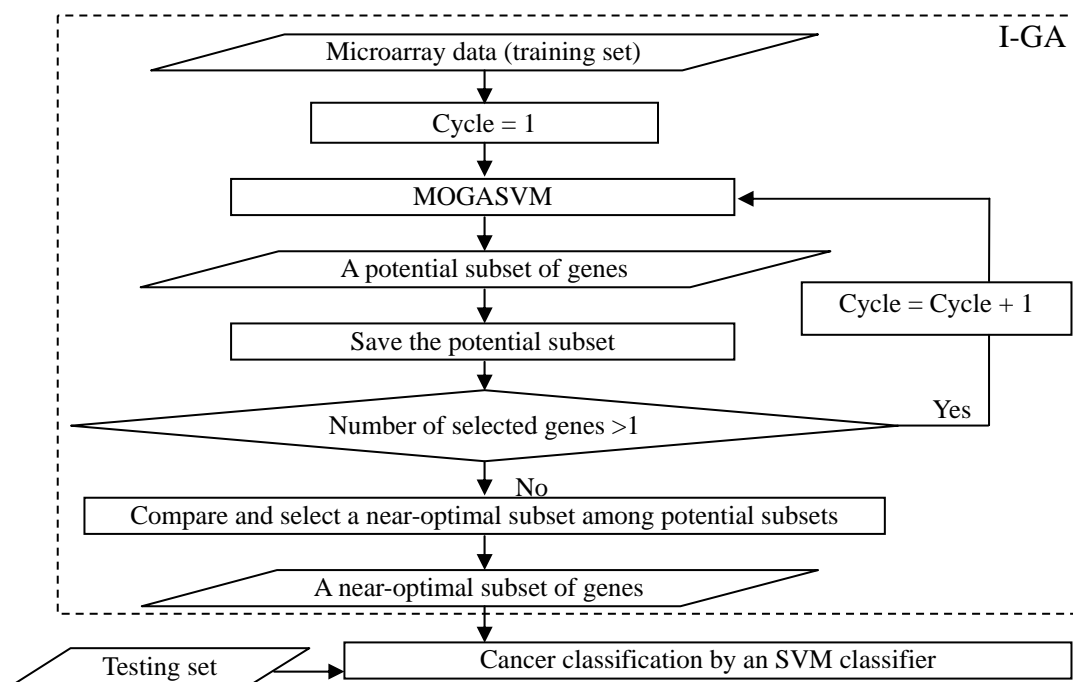 I-GA
Microarray data (training set)
Cycle = 1
MOGASVM
A potential subset of genes
Cycle = Cycle + 1
Save the potential subset
Number of selected genes >1
Yes
No
Compare and select a near-optimal subset among potential subsets
A near-optimal subset of genes
Cancer classification by an SVM classifier
Testing set